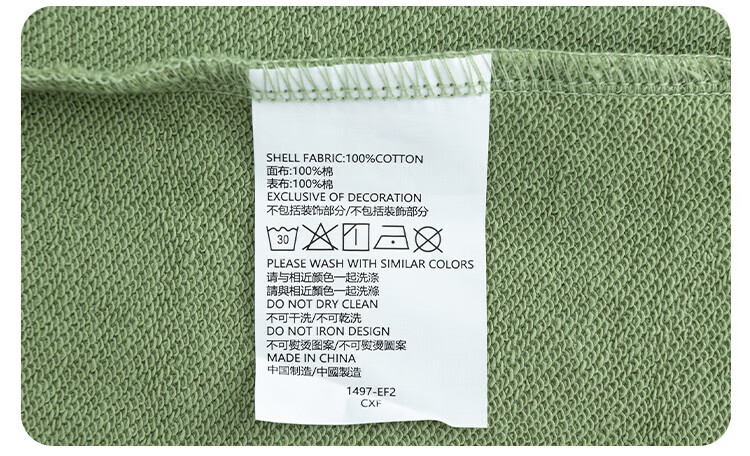 SHELL FABRIC:100%COTTON
面布:100%棉
表布:100%棉
EXCLUSIVE OF DECORATION
不包括装饰部分/不包括裝飾部分
30
PLEASE WASH WITH SIMILAR COLORS
请与相近颜色一起洗涤
請與相近顏色一起洗滌
DO NOT DRY CLEAN
不可干洗/不可乾洗
DO NOT IRON DESIGN
不可熨烫图案/不可熨燙圖案
MADE IN CHINA
中国制造/中國製造
1497-EF2
CXF